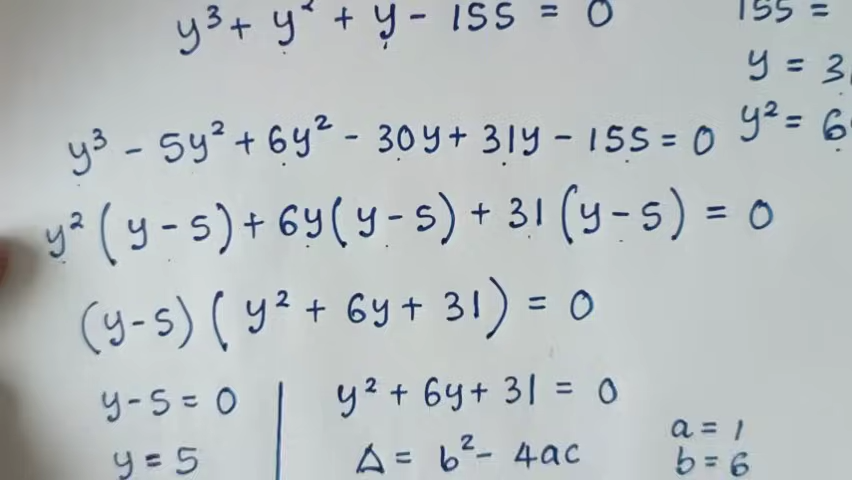 y³ + y² + y - 155 = 0
155 =
y = 3
y³ - 5y² + 6y² - 30y + 31y - 155 = 0
y² = 6
y² (y - 5) + 6y (y - 5) + 31 (y - 5) = 0
(y - 5) (y² + 6y + 31) = 0
y - 5 = 0
y² + 6y + 31 = 0
y = 5
Δ = b² - 4ac
a = 1
b = 6